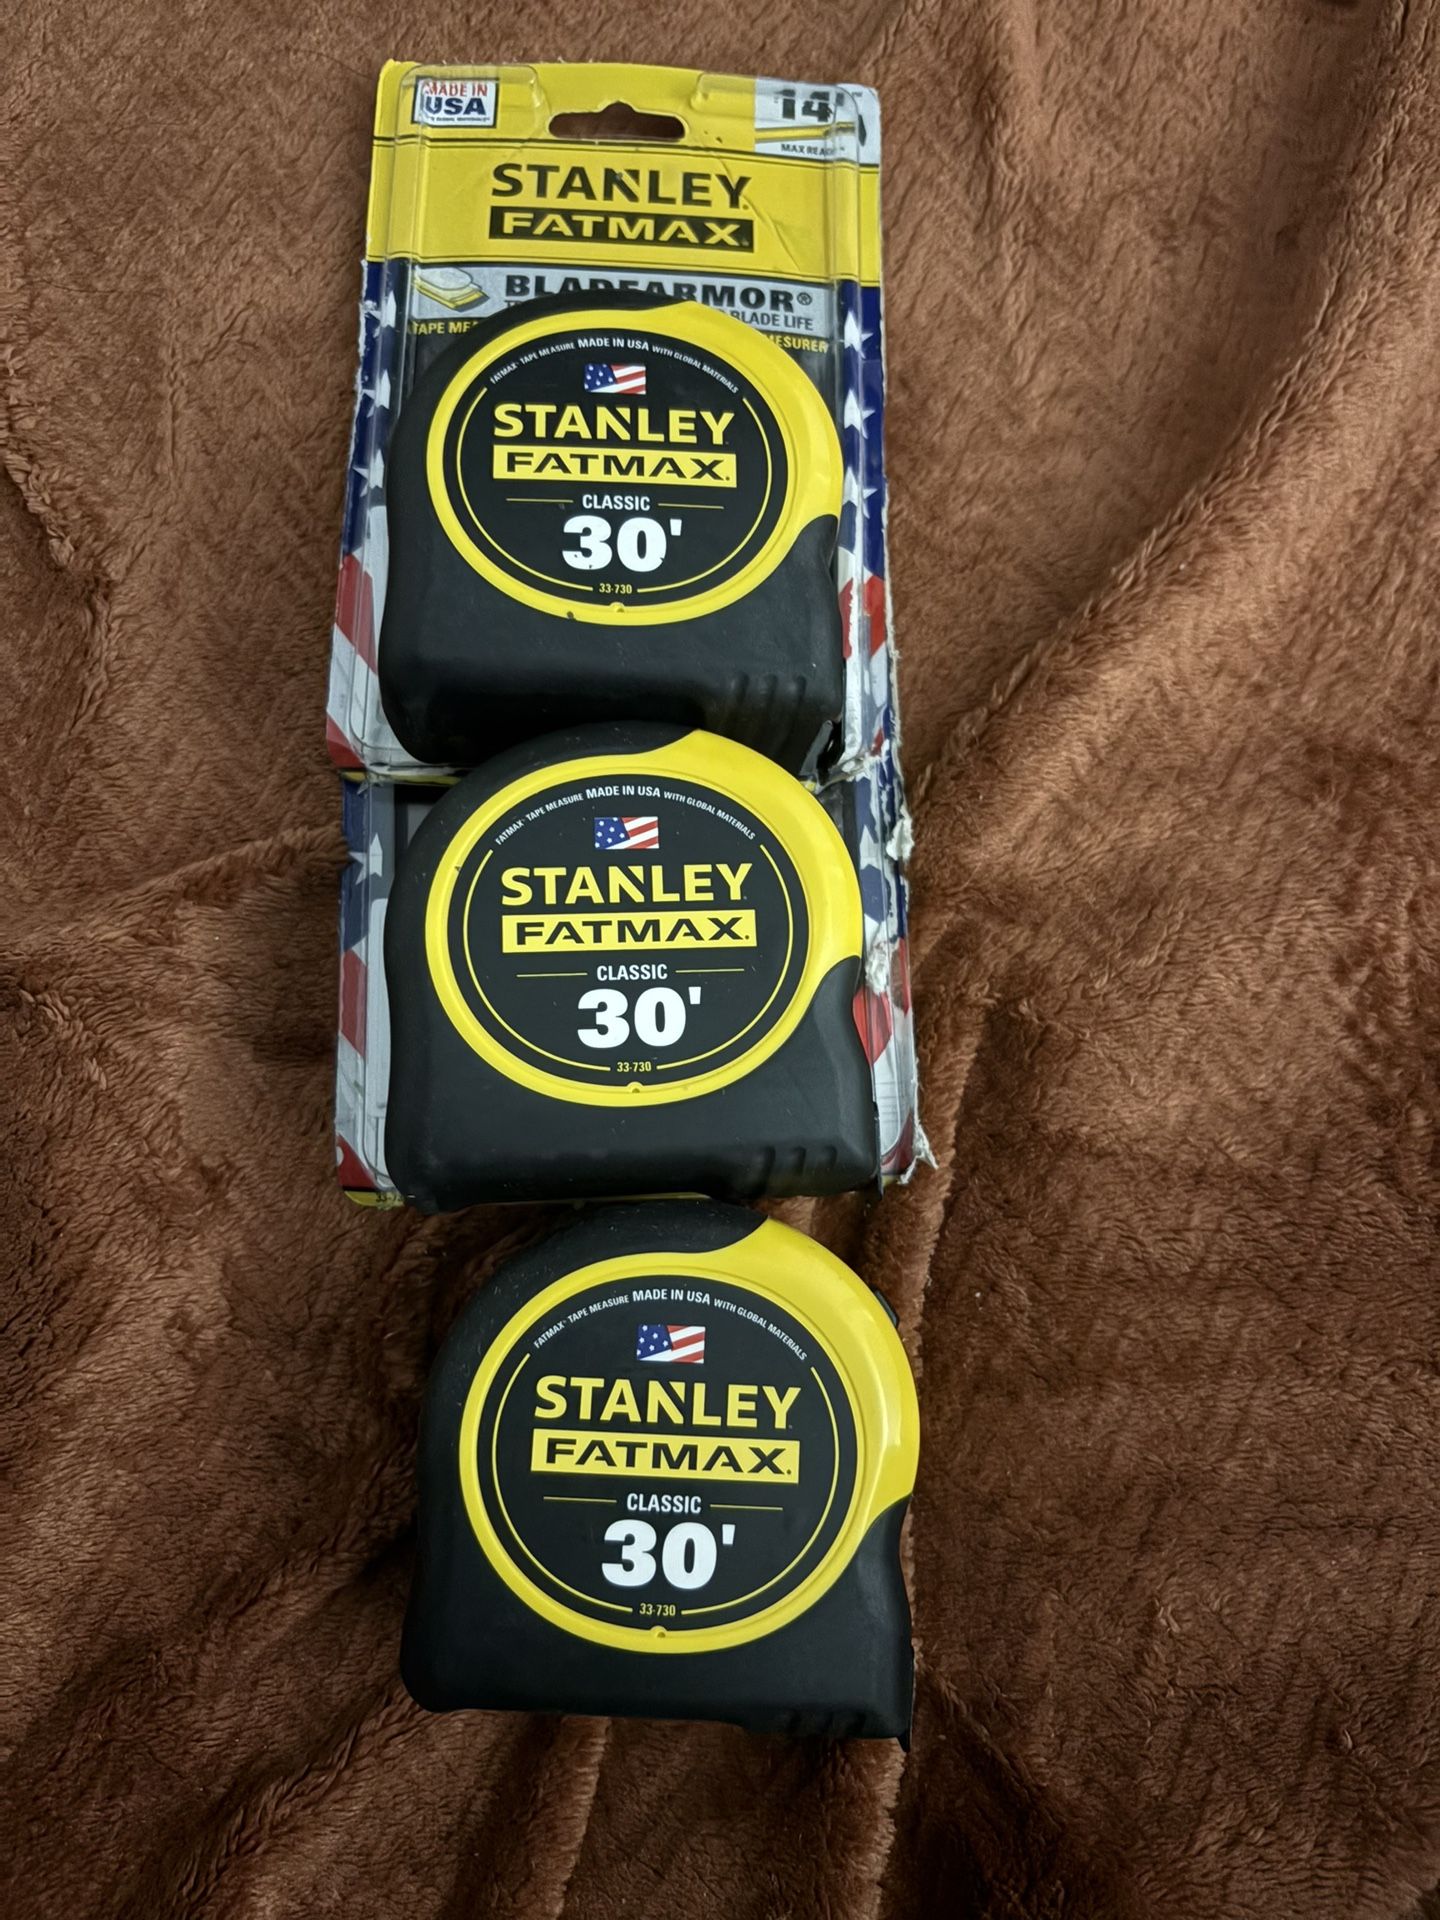 MADE IN
USA
14'
MAX REACH
STANLEY
FATMAX
BLADEARMOR®
BLADE LIFE
TAPE
MESURER
FATMAX® TAPE MEASURE MADE IN USA WITH GLOBAL MATERIALS
STANLEY
FATMAX
CLASSIC
30'
33-730
FATMAX® TAPE MEASURE MADE IN USA WITH GLOBAL MATERIALS
STANLEY
FATMAX
CLASSIC
30'
33-730
FATMAX® TAPE MEASURE MADE IN USA WITH GLOBAL MATERIALS
STANLEY
FATMAX
CLASSIC
30'
33-730